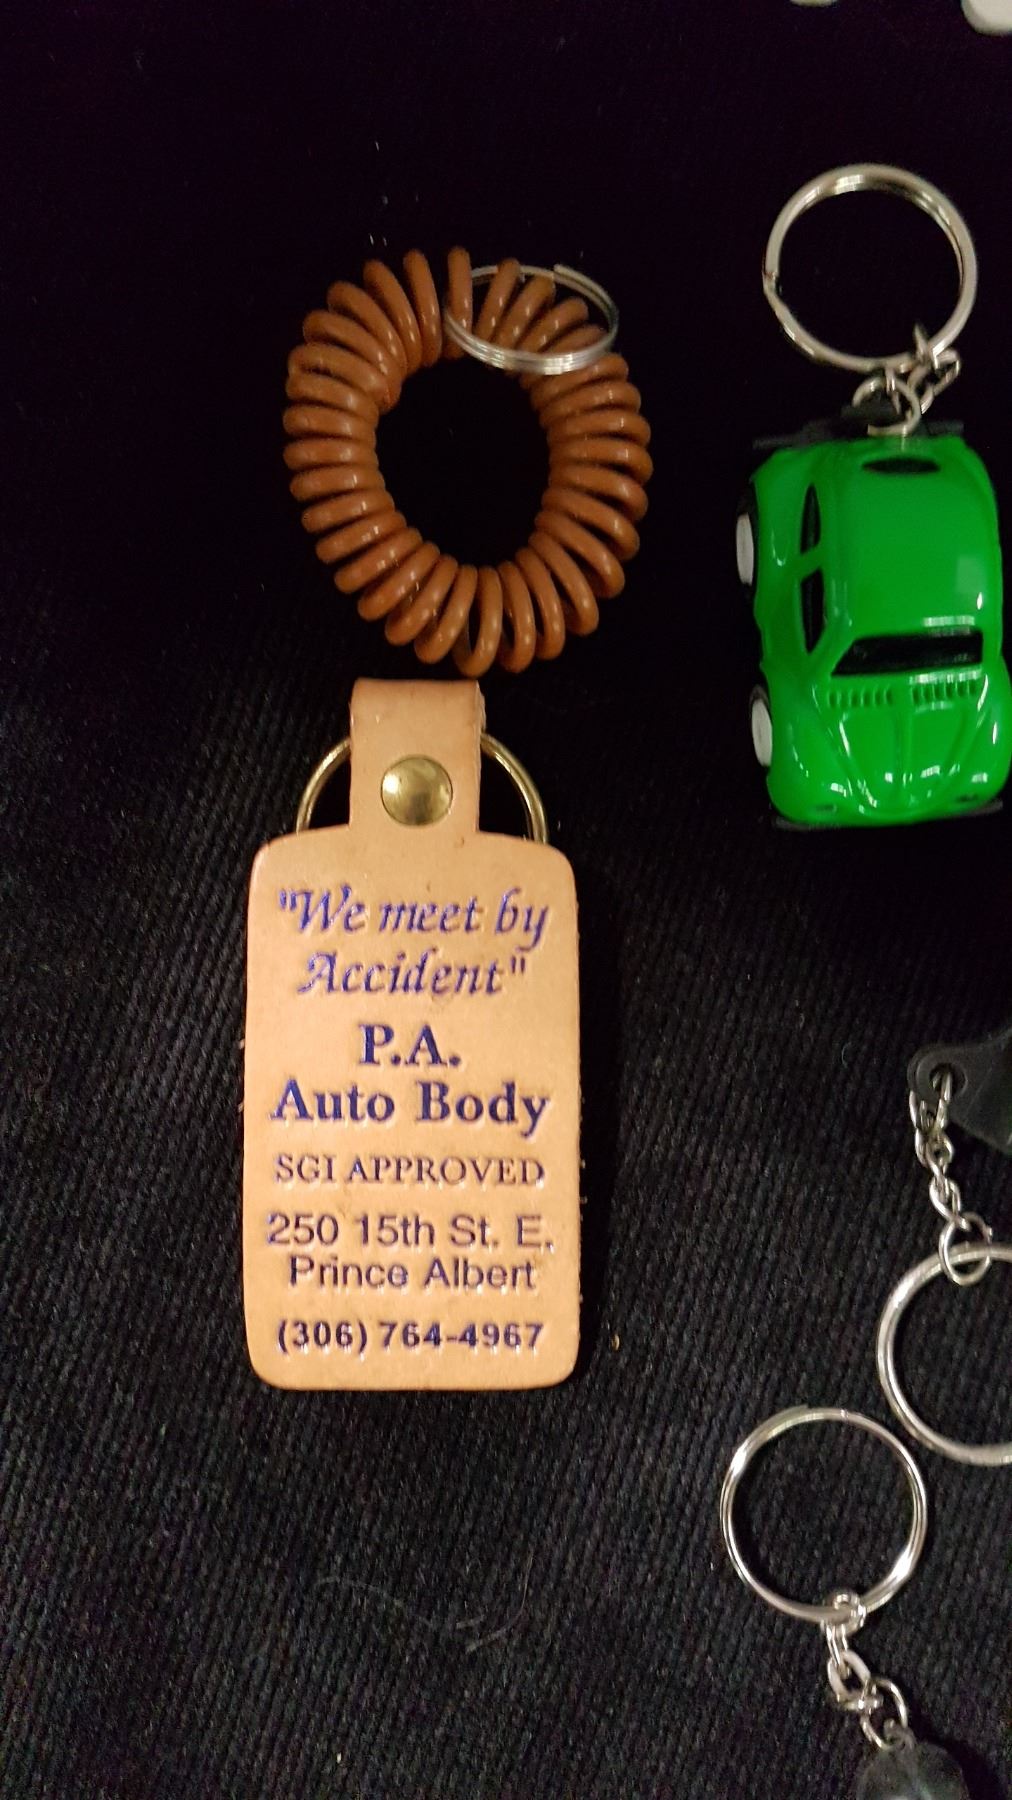 "We meet by
Accident"
P.A.
Auto Body
SGI APPROVED
250 15th St. E.
Prince Albert
(306) 764-4967